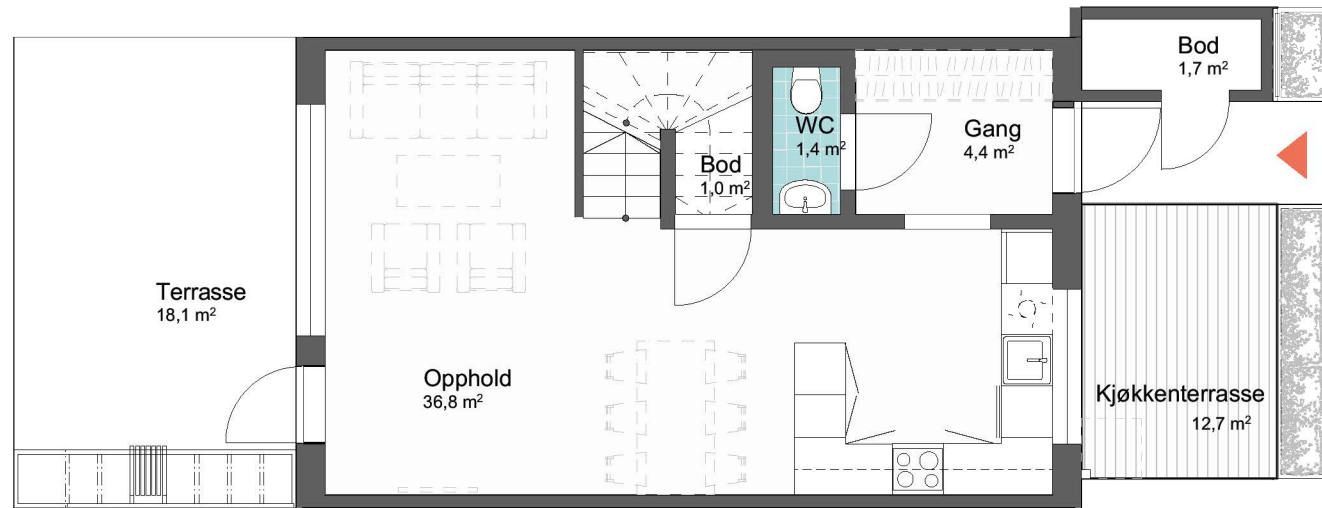 Bod
1,7 m²
WC
1,4 m²
Gang
4,4 m²
Bod
1,0 m²
Terrasse
18,1 m²
Opphold
36,8 m²
Kjøkkenterrasse
12,7 m²